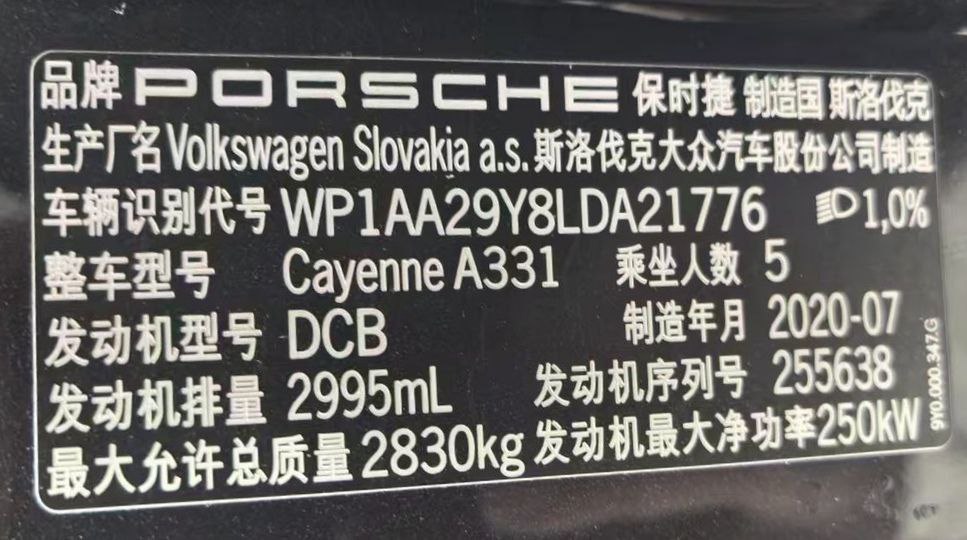 品牌 PORSCHE 保时捷 制造国 斯洛伐克
生产厂名 Volkswagen Slovakia a.s. 斯洛伐克大众汽车股份公司制造
车辆识别代号 WP1AA29Y8LDA21776 1,0%
整车型号 Cayenne A331 乘坐人数 5
发动机型号 DCB 制造年月 2020-07
发动机排量 2995mL 发动机序列号 255638
最大允许总质量 2830kg 发动机最大净功率 250kW
9Y0.000.347.G